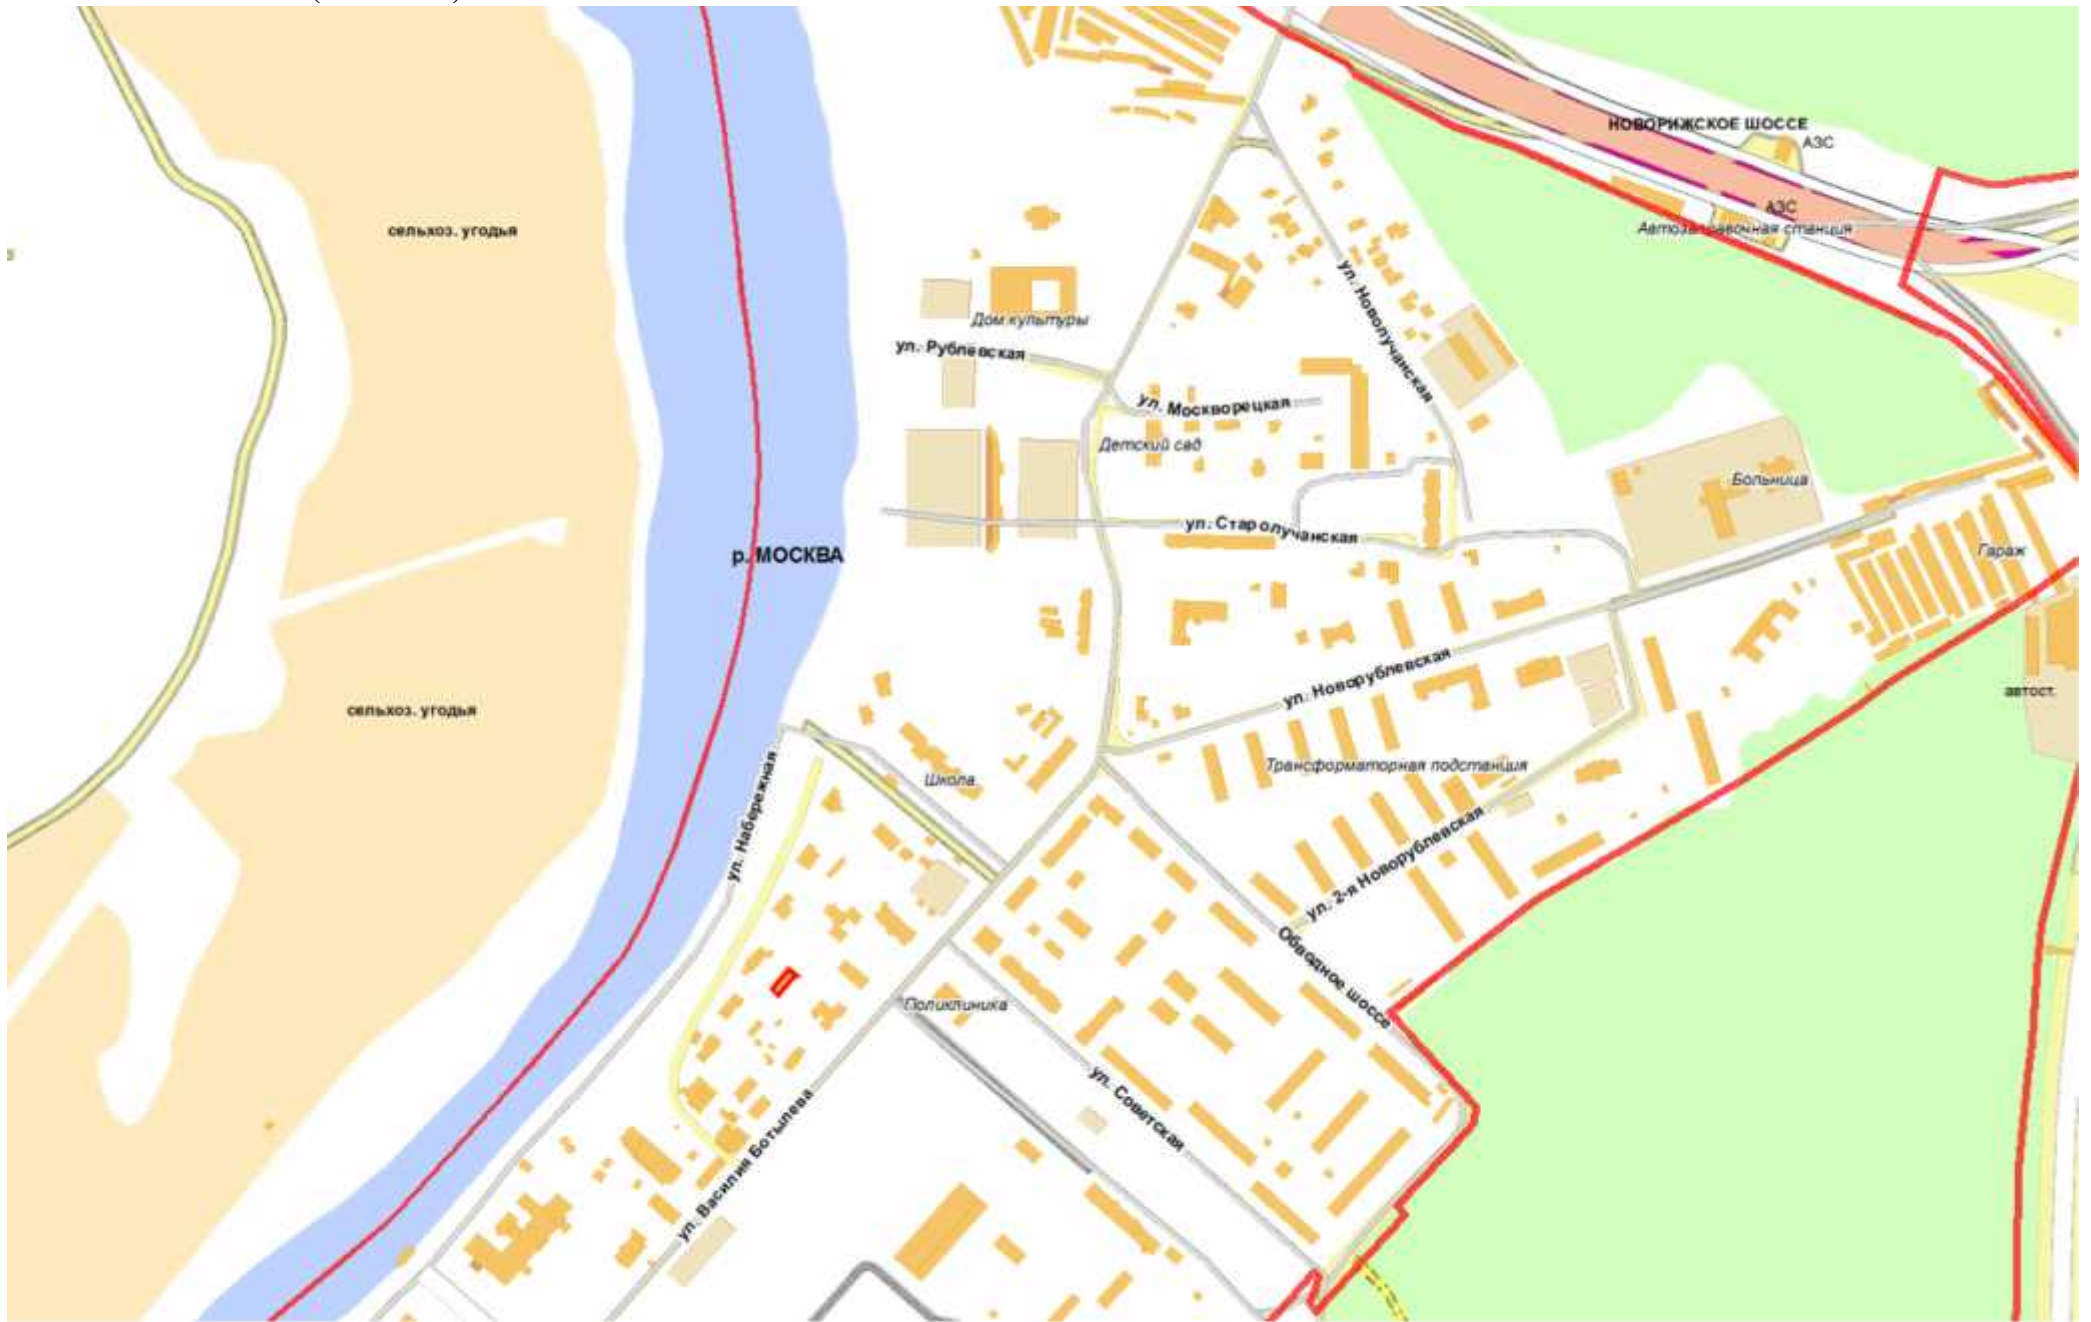 НОВОРИЖСКОЕ ШОССЕ
АЗС
АЗС
Автозаправочная станция
сельхоз. угодья
ул. Новолучанская
Дом культуры
ул. Рублевская
ул. Москворецкая
Детский сад
Больница
ул. Старолучанская
Гараж
р. МОСКВА
ул. Новорублевская
автост.
сельхоз. угодья
Трансформаторная подстанция
Школа
ул. Набережная
ул. 2-я Новорублевская
Обводное шоссе
Поликлиника
ул. Советская
ул. Василия Ботылева